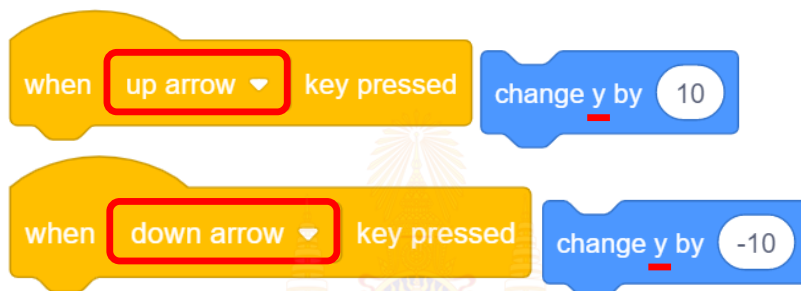 when up arrow key pressed change y by 10
when down arrow key pressed change y by -10